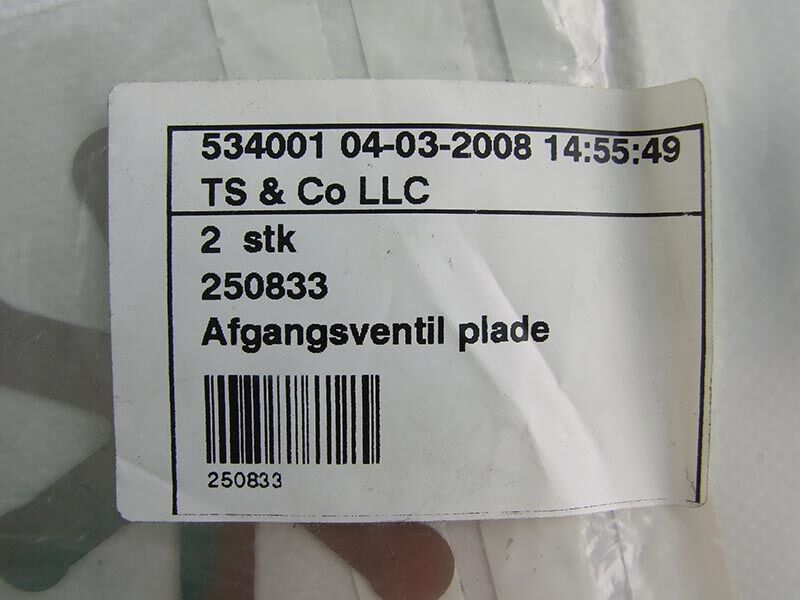 534001 04-03-2008 14:55:49
TS & Co LLC
2 stk
250833
Afgangsventil plade
250833